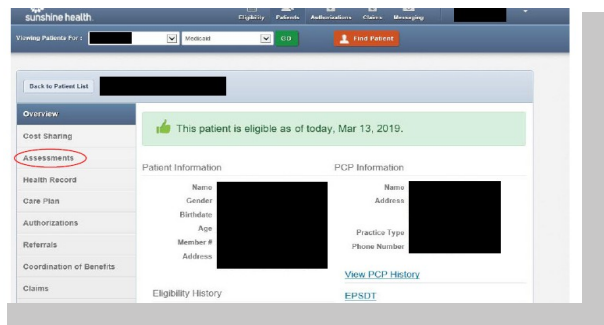 sunshine health.
Eligibility Patients Authorizations Claims Messaging
Viewing Patients For : Medicaid GO Find Patient
Back to Patient List
Overview
Cost Sharing
Assessments
Health Record
Care Plan
Authorizations
Referrals
Coordination of Benefits
Claims
This patient is eligible as of today, Mar 13, 2019.
Patient Information
Name
Gender
Birthdate
Age
Member #
Address
Eligibility History
PCP Information
Name
Address
Practice Type
Phone Number
View PCP History
EPSDT